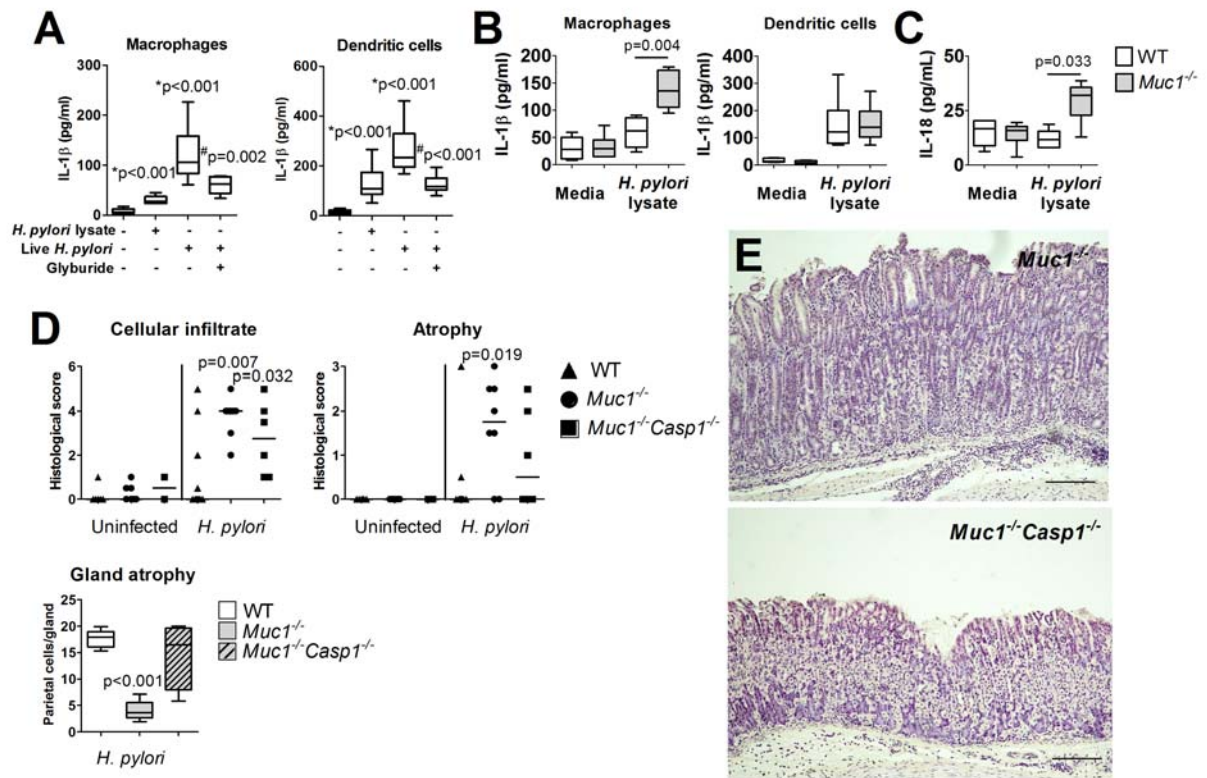 A
Macrophages
IL-1β (pg/ml)
300
200
100
0
*p<0.001
*p<0.001
#p=0.002
Dendritic cells
IL-1β (pg/ml)
600
400
200
0
*p<0.001
*p<0.001
#p<0.001
H. pylori lysate - + - - - + - -
Live H. pylori - - + + - - + +
Glyburide - - - + - - - +
B
Macrophages
IL-1β (pg/ml)
200
150
100
50
0
p=0.004
Media
H. pylori
lysate
Dendritic cells
IL-1β (pg/ml)
400
300
200
100
0
Media
H. pylori
lysate
C
IL-18 (pg/mL)
50
25
0
p=0.033
Media
H. pylori
lysate
WT
Muc1-/-
D
Cellular infiltrate
Histological score
6
4
2
0
p=0.007
p=0.032
Uninfected
H. pylori
Atrophy
Histological score
3
2
1
0
p=0.019
Uninfected
H. pylori
WT
Muc1-/-
Muc1-/-Casp1-/-
Gland atrophy
Parietal cells/gland
25
20
15
10
5
0
p<0.001
H. pylori
WT
Muc1-/-
Muc1-/-Casp1-/-
E
Muc1-/-
Muc1-/-Casp1-/-